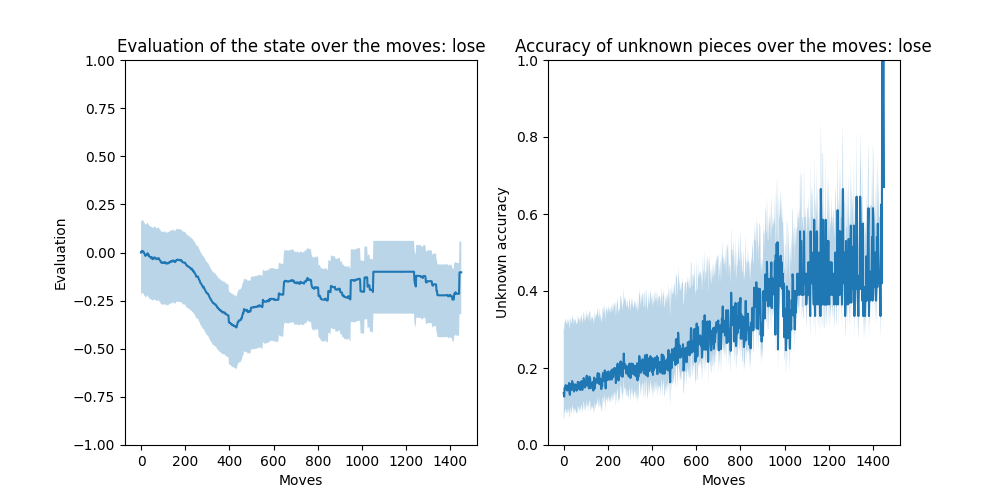 Evaluation of the state over the moves: lose
1.00
0.75
0.50
0.25
0.00
−0.25
−0.50
−0.75
−1.00
Evaluation
0 200 400 600 800 1000 1200 1400
Moves
Accuracy of unknown pieces over the moves: lose
1.0
0.8
0.6
0.4
0.2
0.0
Unknown accuracy
0 200 400 600 800 1000 1200 1400
Moves